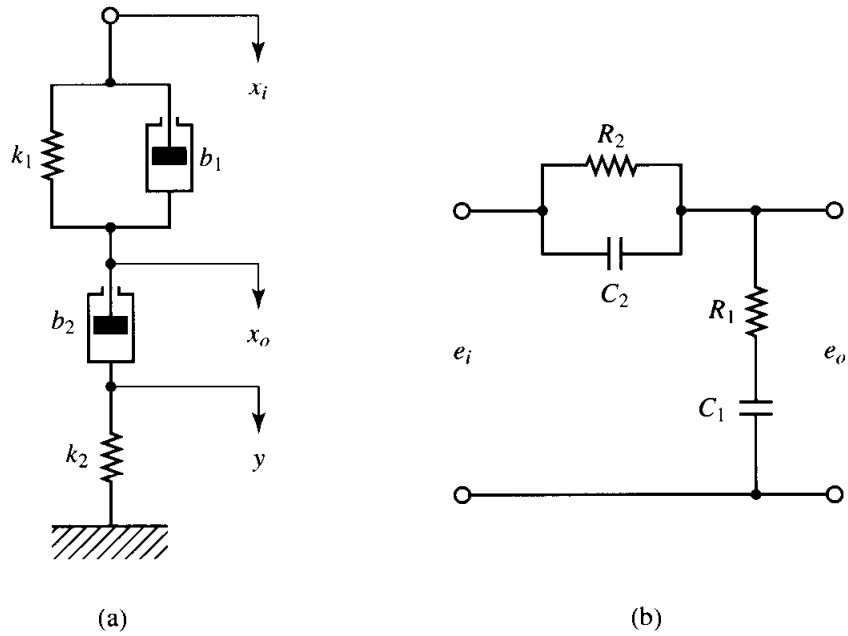 x_i
k_1
b_1
b_2
x_o
k_2
y
(a)
R_2
C_2
R_1
e_i
e_o
C_1
(b)